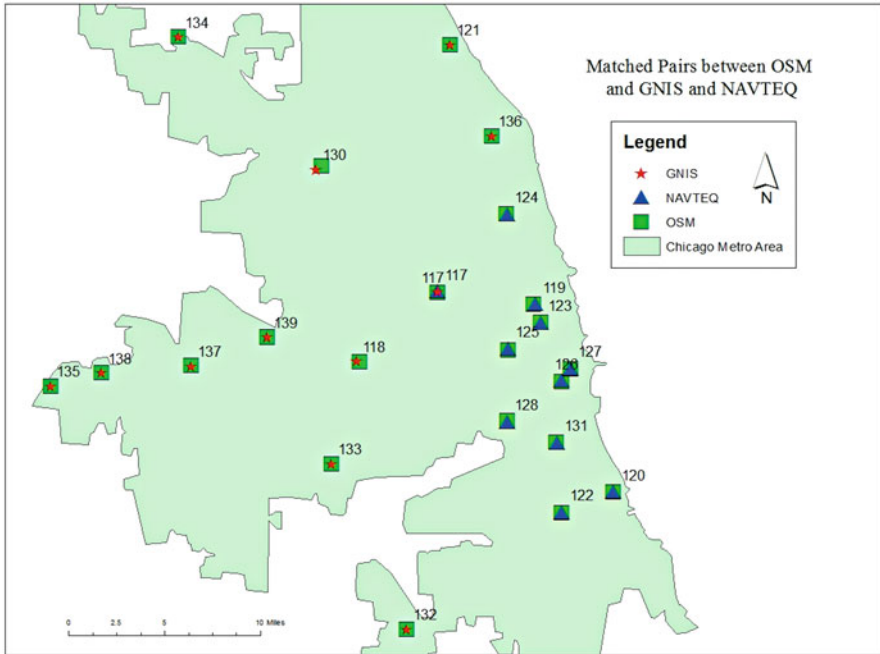 134
121
Matched Pairs between OSM
and GNIS and NAVTEQ
136
Legend
GNIS
NAVTEQ
OSM
Chicago Metro Area
N
130
124
117 117
119
123
139
125
118
127
126
137
138
135
128
131
133
120
122
132
0 2.5 5 10 Miles